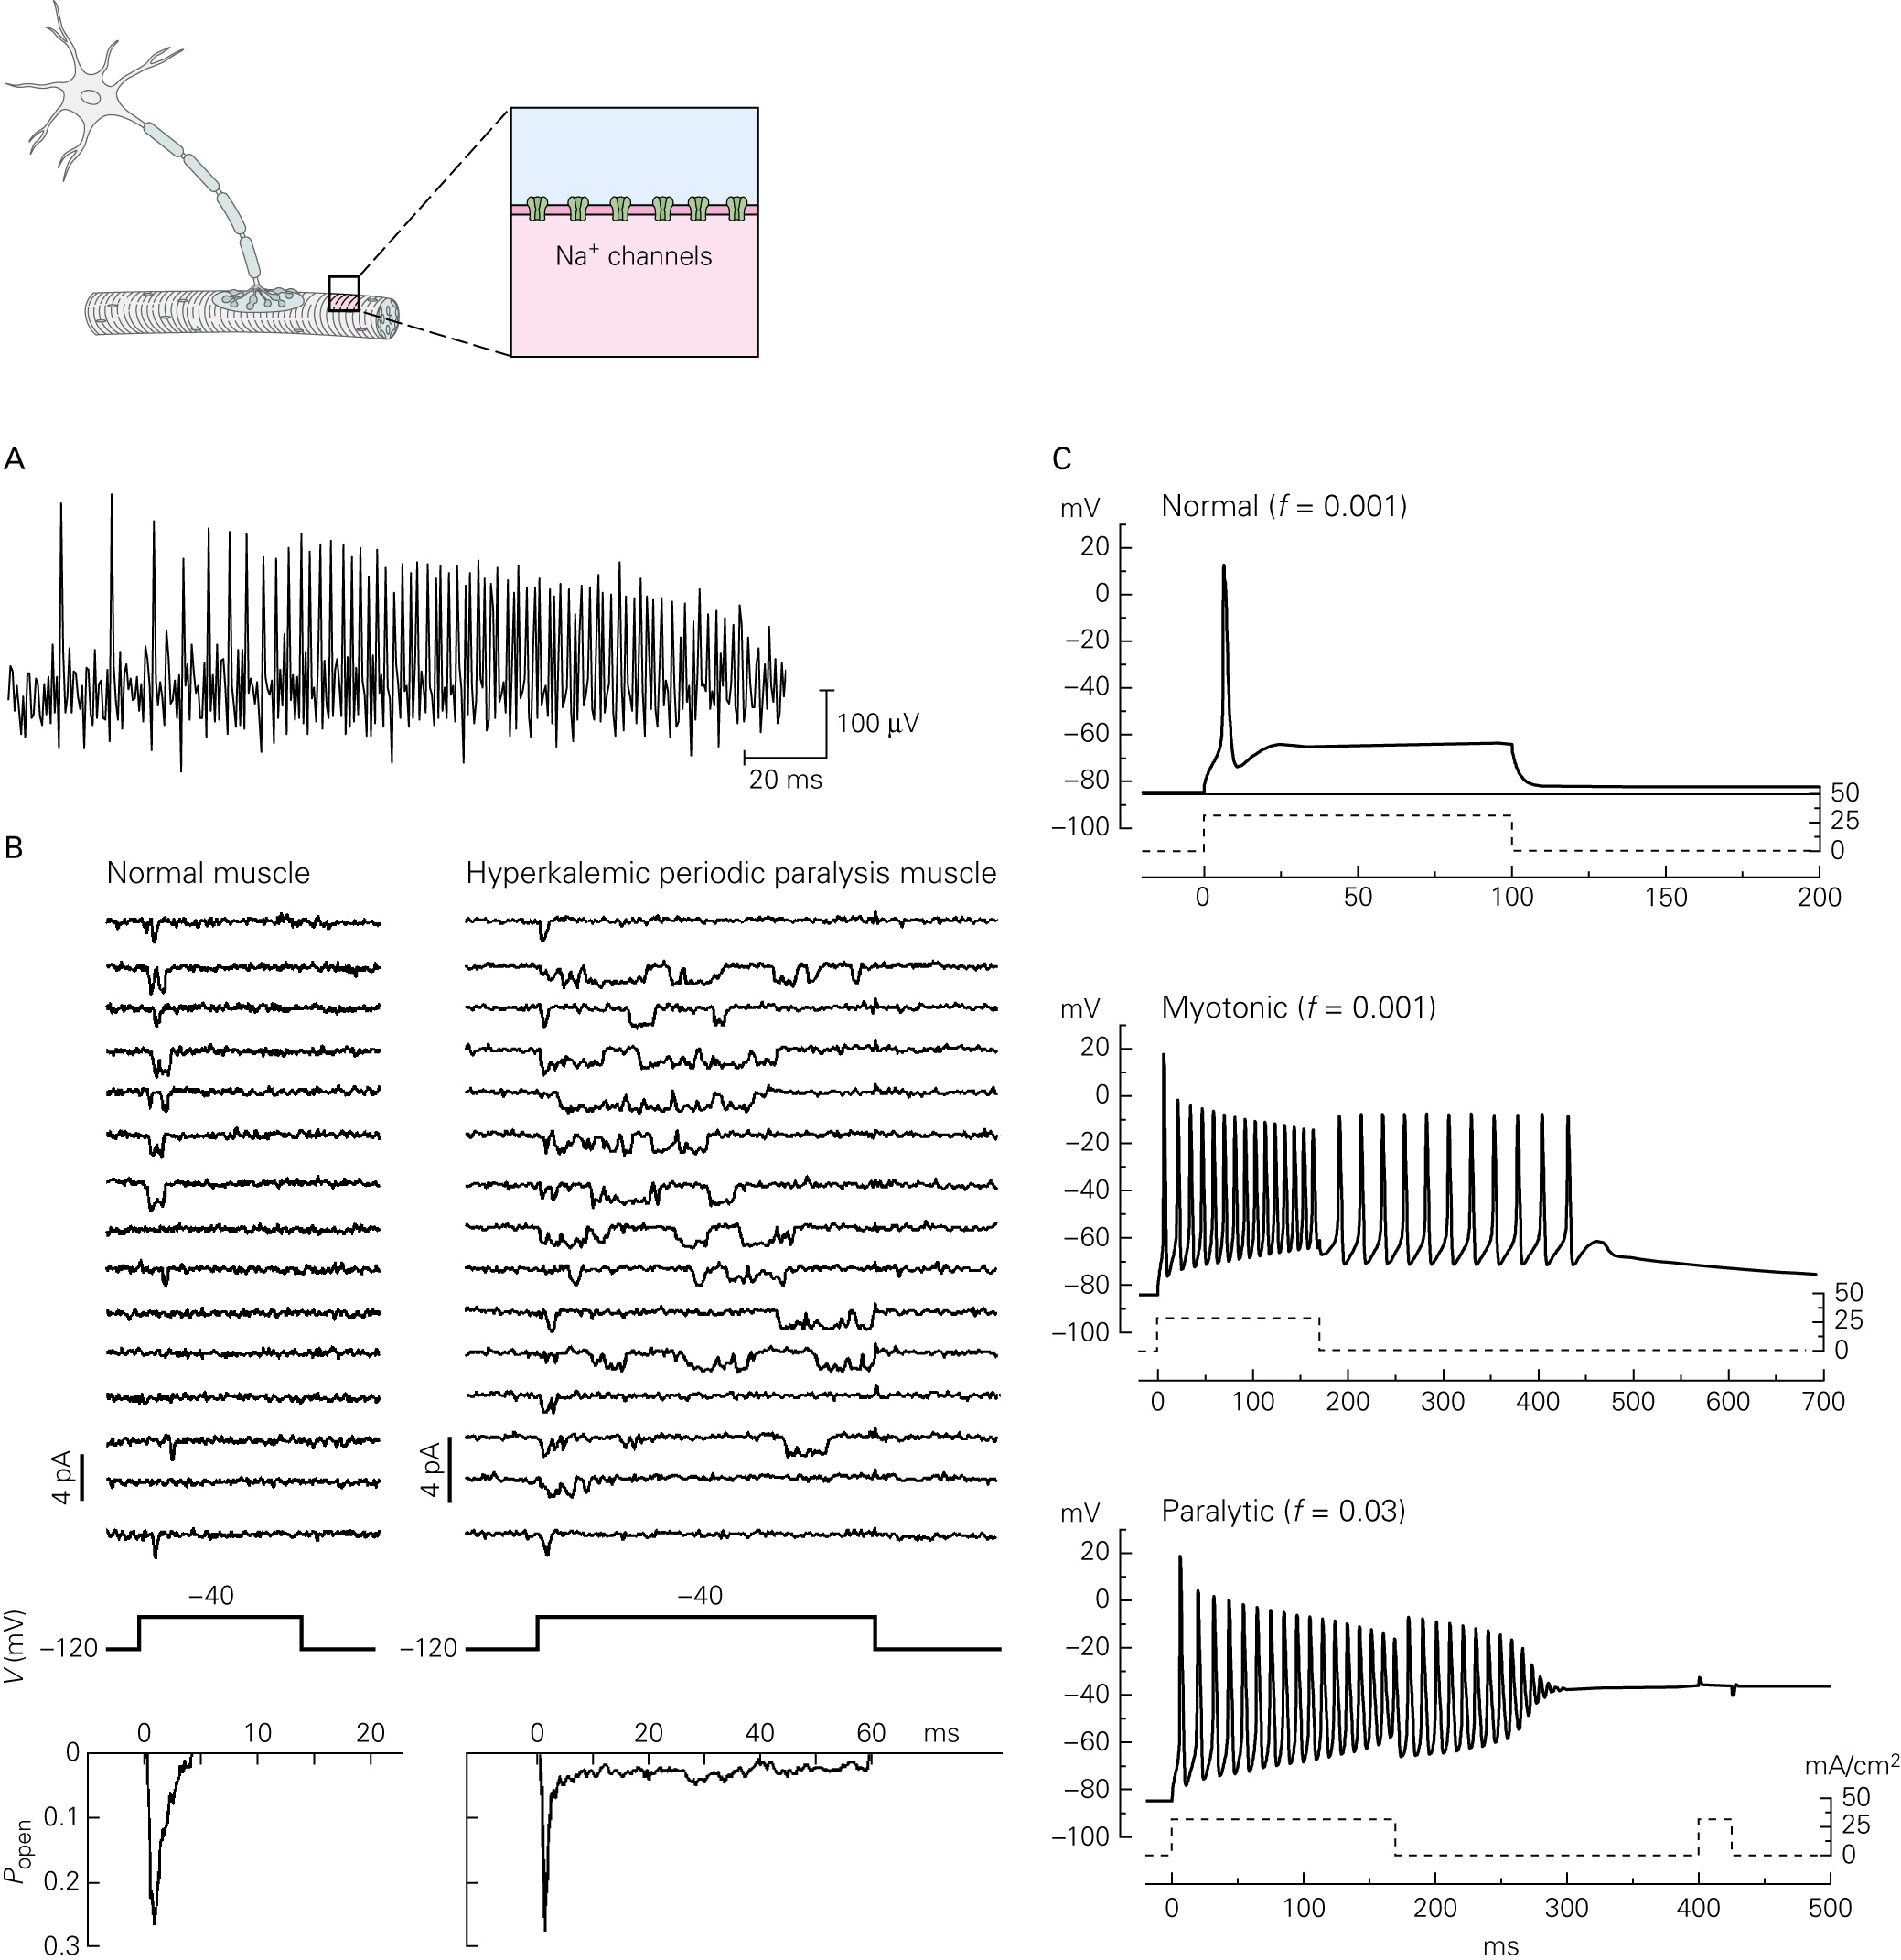 Na+ channels
A
100 µV
20 ms
B
Normal muscle
Hyperkalemic periodic paralysis muscle
4 pA
4 pA
V (mV)
−120
−40
−120
−40
0 10 20
0 20 40 60 ms
0
0.1
0.2
0.3
Popen
C
mV
Normal (f = 0.001)
20
0
−20
−40
−60
−80
−100
50
25
0
0 50 100 150 200
mV
Myotonic (f = 0.001)
20
0
−20
−40
−60
−80
−100
50
25
0
0 100 200 300 400 500 600 700
mV
Paralytic (f = 0.03)
20
0
−20
−40
−60
−80
−100
mA/cm2
50
25
0
0 100 200 300 400 500
ms